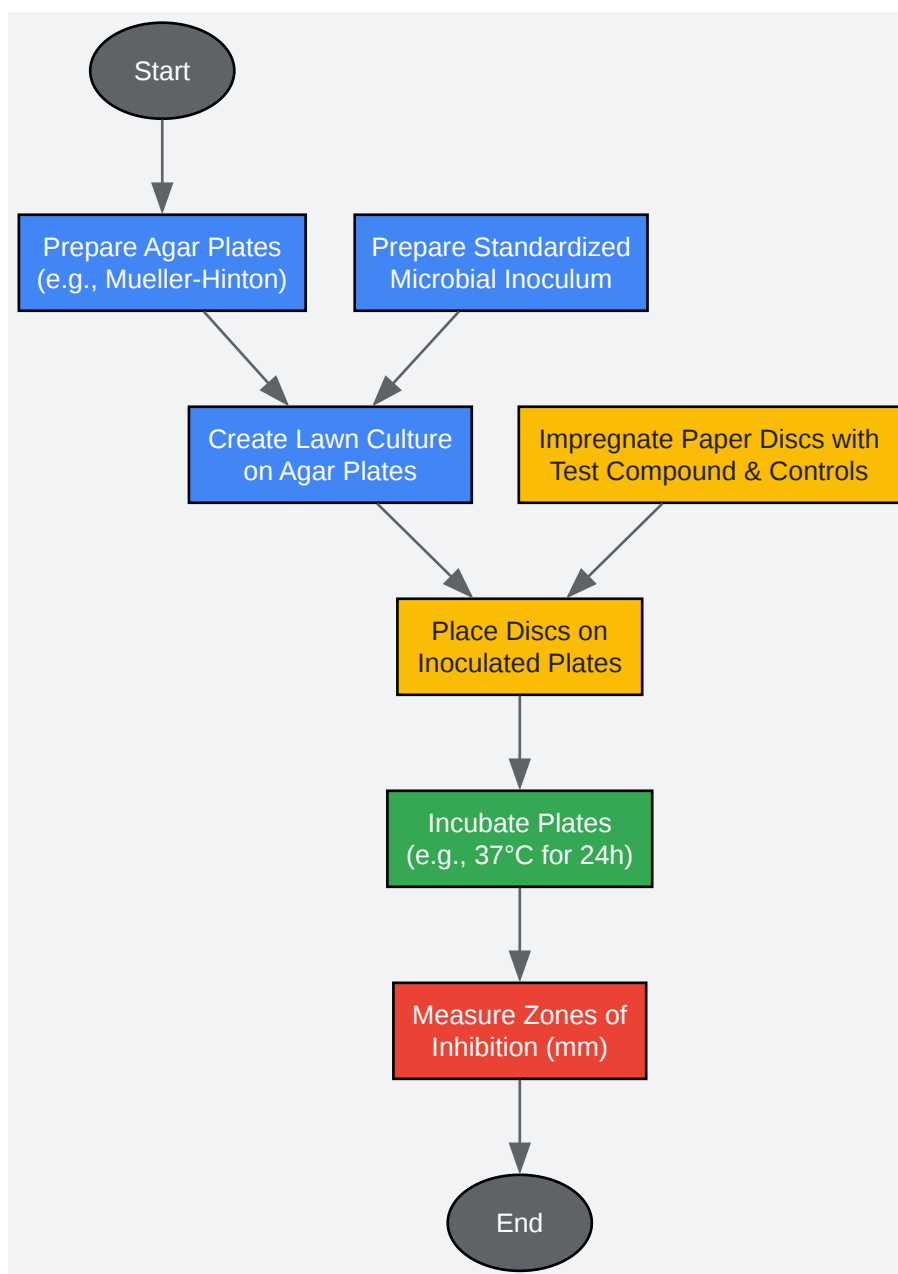 Start
Prepare Agar Plates
(e.g., Mueller-Hinton)
Prepare Standardized
Microbial Inoculum
Create Lawn Culture
on Agar Plates
Impregnate Paper Discs with
Test Compound & Controls
Place Discs on
Inoculated Plates
Incubate Plates
(e.g., 37°C for 24h)
Measure Zones of
Inhibition (mm)
End